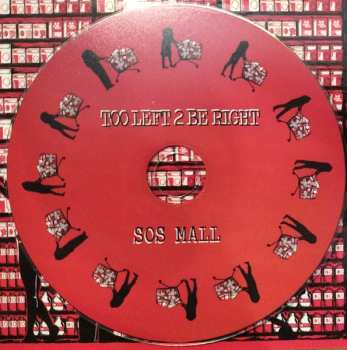 TOO LEFT 2 BE RIGHT
SOS MALL